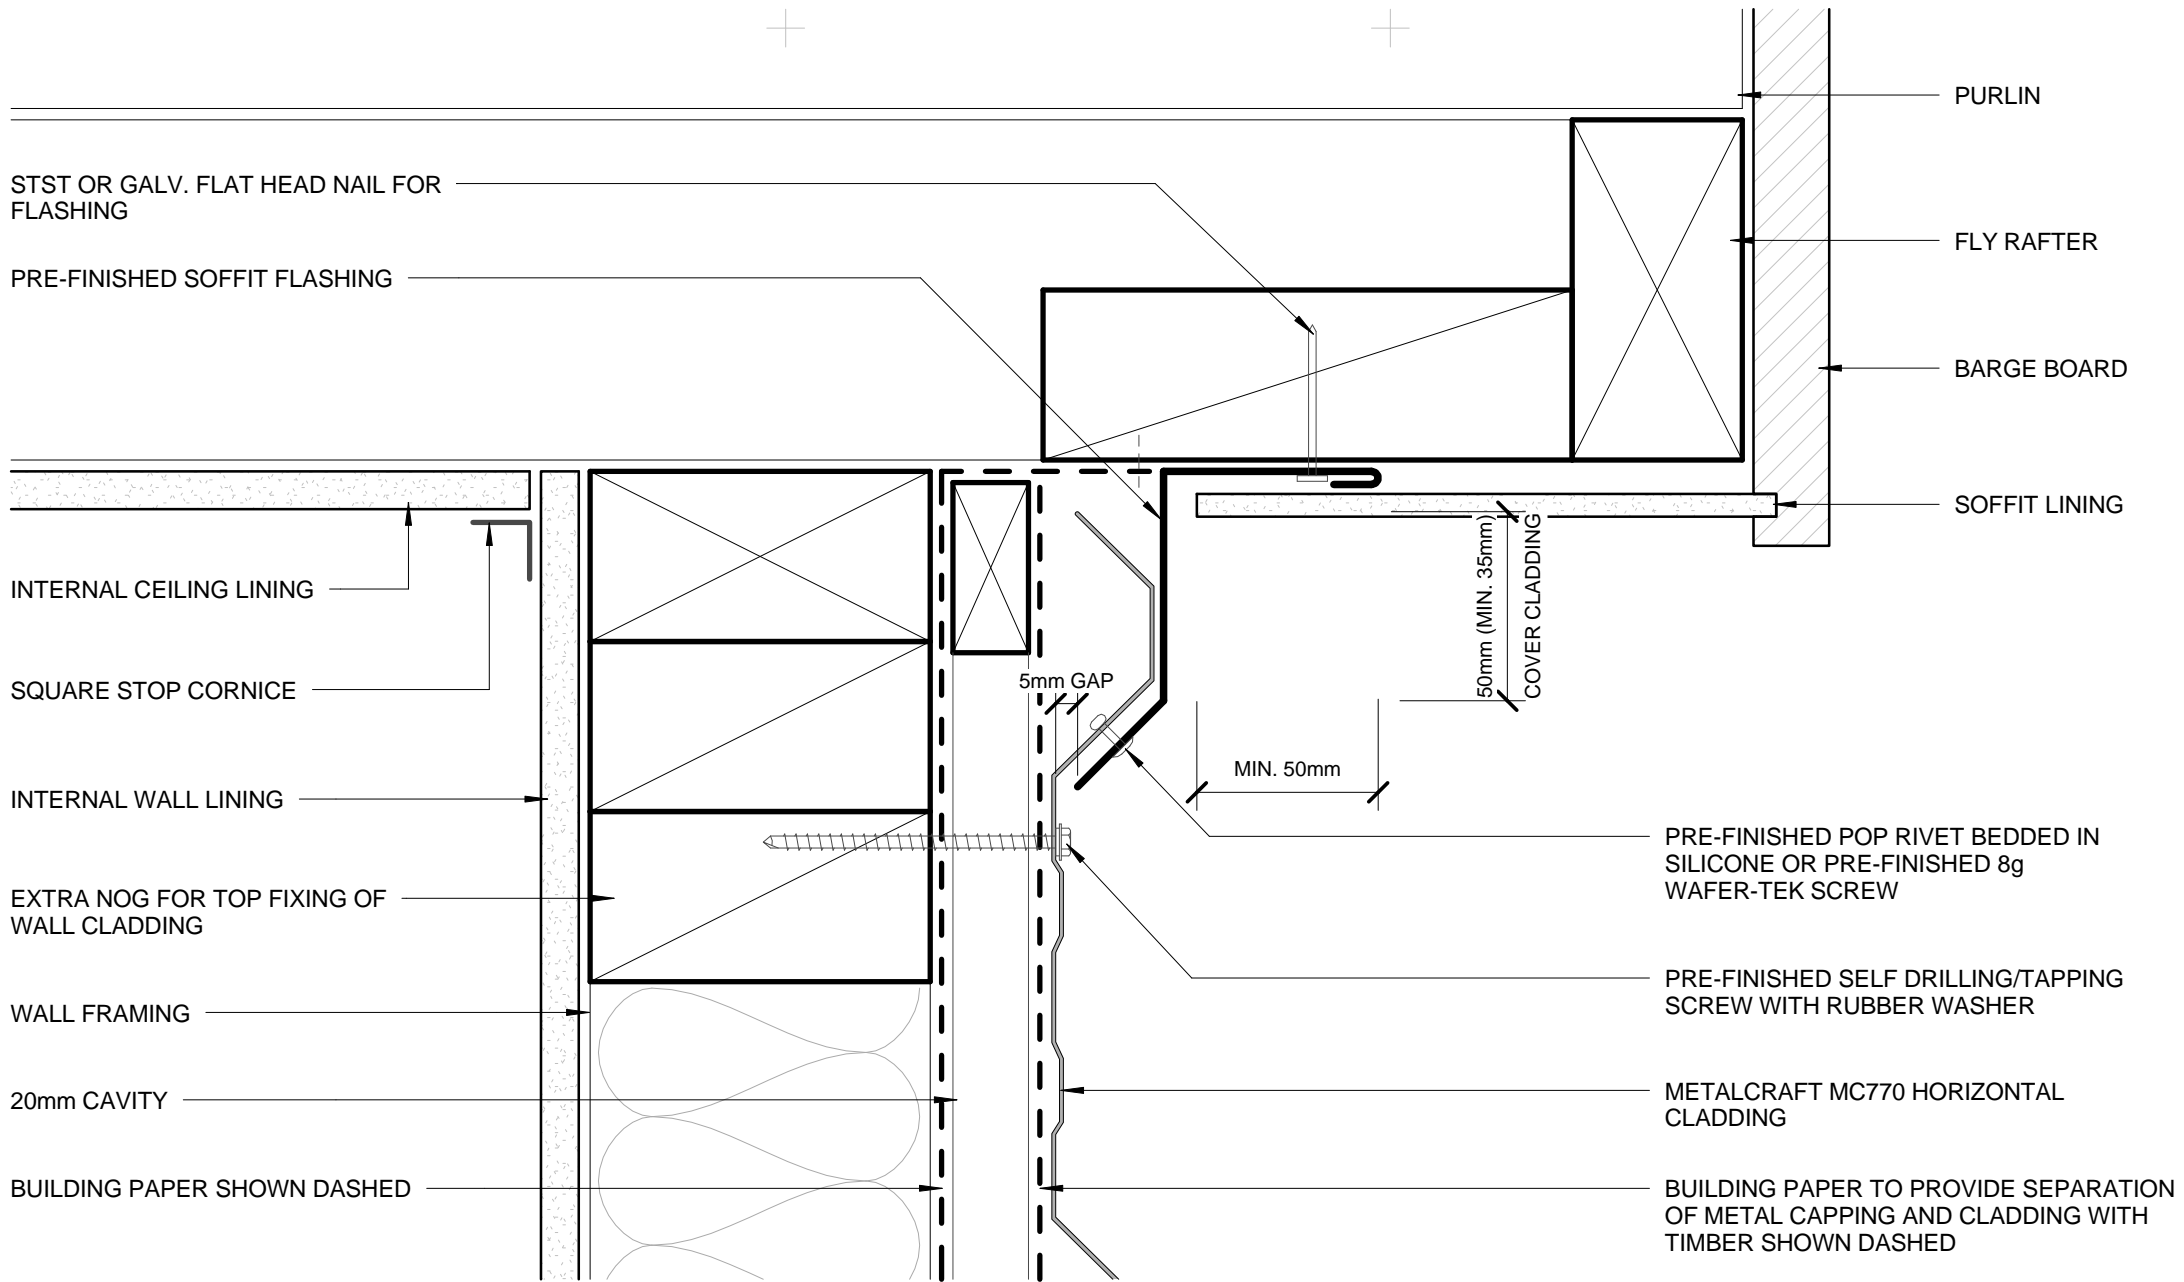 PURLIN
STST OR GALV. FLAT HEAD NAIL FOR
FLASHING
FLY RAFTER
PRE-FINISHED SOFFIT FLASHING
BARGE BOARD
SOFFIT LINING
50mm (MIN. 35mm)
COVER CLADDING
INTERNAL CEILING LINING
5mm GAP
SQUARE STOP CORNICE
MIN. 50mm
INTERNAL WALL LINING
PRE-FINISHED POP RIVET BEDDED IN
SILICONE OR PRE-FINISHED 8g
WAFER-TEK SCREW
EXTRA NOG FOR TOP FIXING OF
WALL CLADDING
PRE-FINISHED SELF DRILLING/TAPPING
SCREW WITH RUBBER WASHER
WALL FRAMING
METALCRAFT MC770 HORIZONTAL
CLADDING
20mm CAVITY
BUILDING PAPER SHOWN DASHED
BUILDING PAPER TO PROVIDE SEPARATION
OF METAL CAPPING AND CLADDING WITH
TIMBER SHOWN DASHED